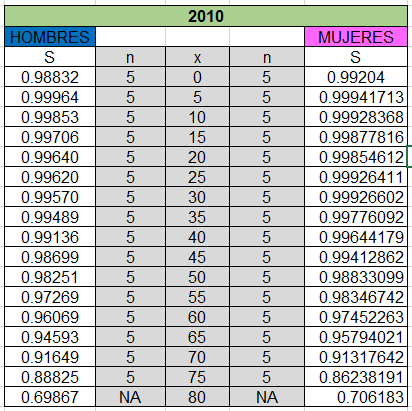 2010
HOMBRES MUJERES
S n x n S
0.98832 5 0 5 0.99204
0.99964 5 5 5 0.99941713
0.99853 5 10 5 0.99928368
0.99706 5 15 5 0.99877816
0.99640 5 20 5 0.99854612
0.99620 5 25 5 0.99926411
0.99570 5 30 5 0.99926602
0.99489 5 35 5 0.99776092
0.99136 5 40 5 0.99644179
0.98699 5 45 5 0.99412862
0.98251 5 50 5 0.98833099
0.97269 5 55 5 0.98346742
0.96069 5 60 5 0.97452263
0.94593 5 65 5 0.95794021
0.91649 5 70 5 0.91317642
0.88825 5 75 5 0.86238191
0.69867 NA 80 NA 0.706183